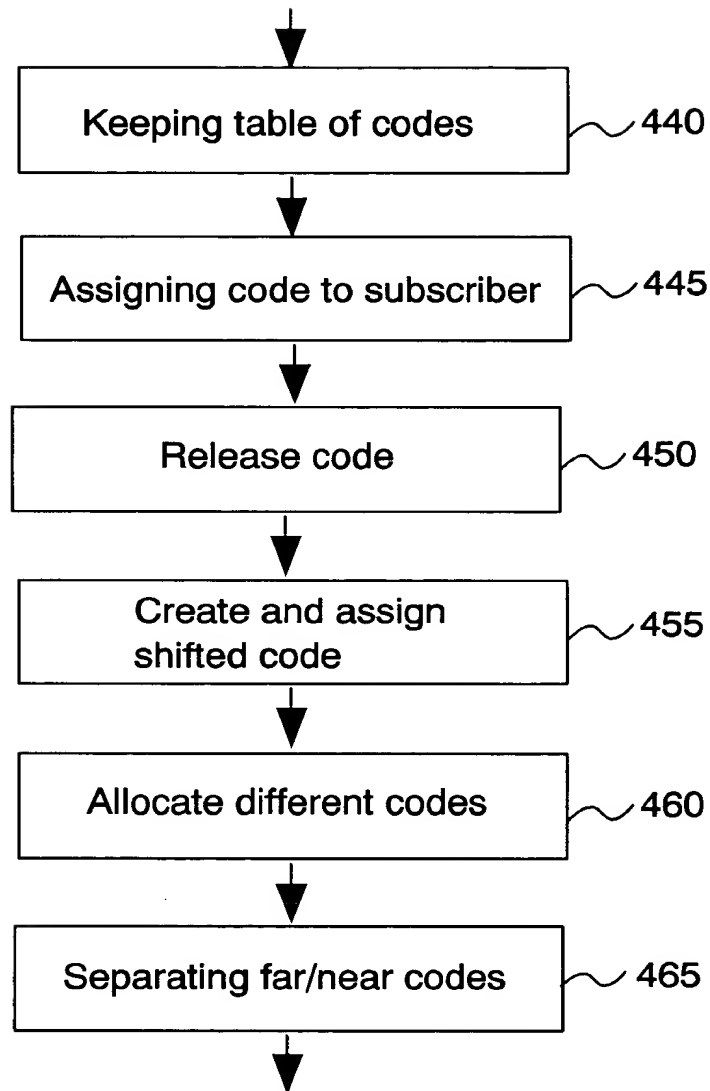 Keeping table of codes
440
Assigning code to subscriber
445
Release code
450
Create and assign
shifted code
455
Allocate different codes
460
Separating far/near codes
465